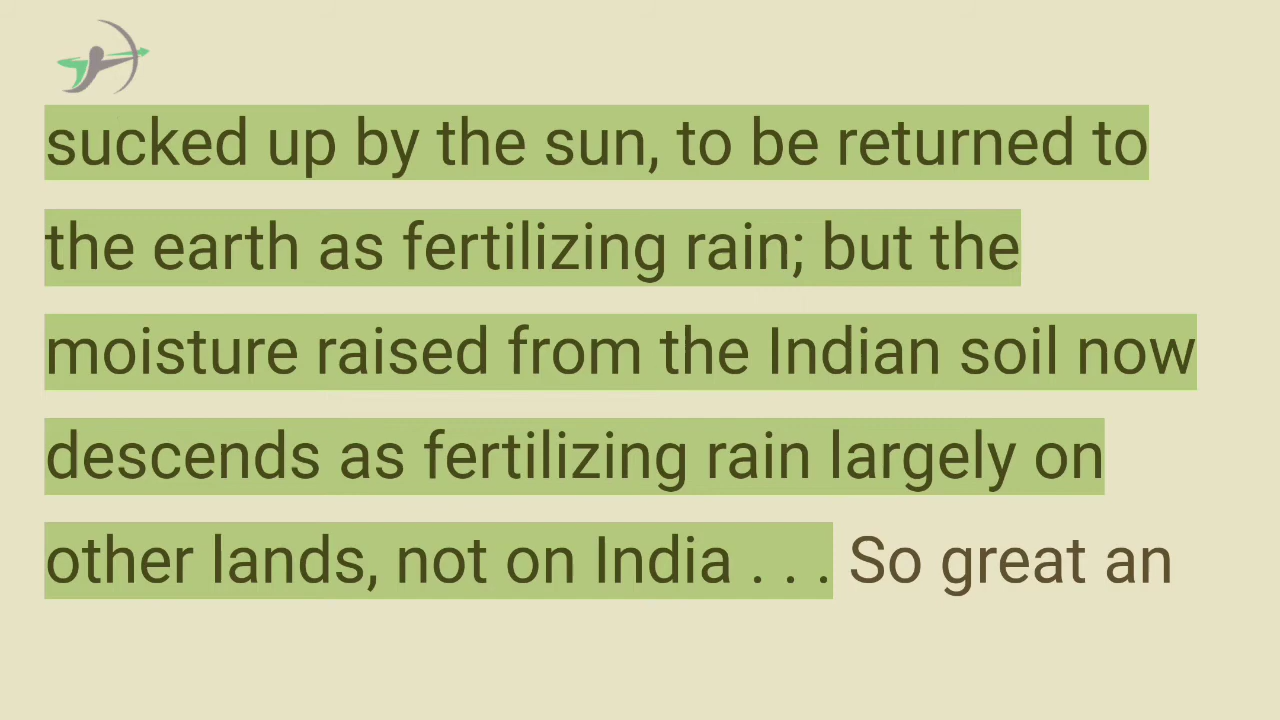 sucked up by the sun, to be returned to
the earth as fertilizing rain; but the
moisture raised from the Indian soil now
descends as fertilizing rain largely on
other lands, not on India . . . So great an